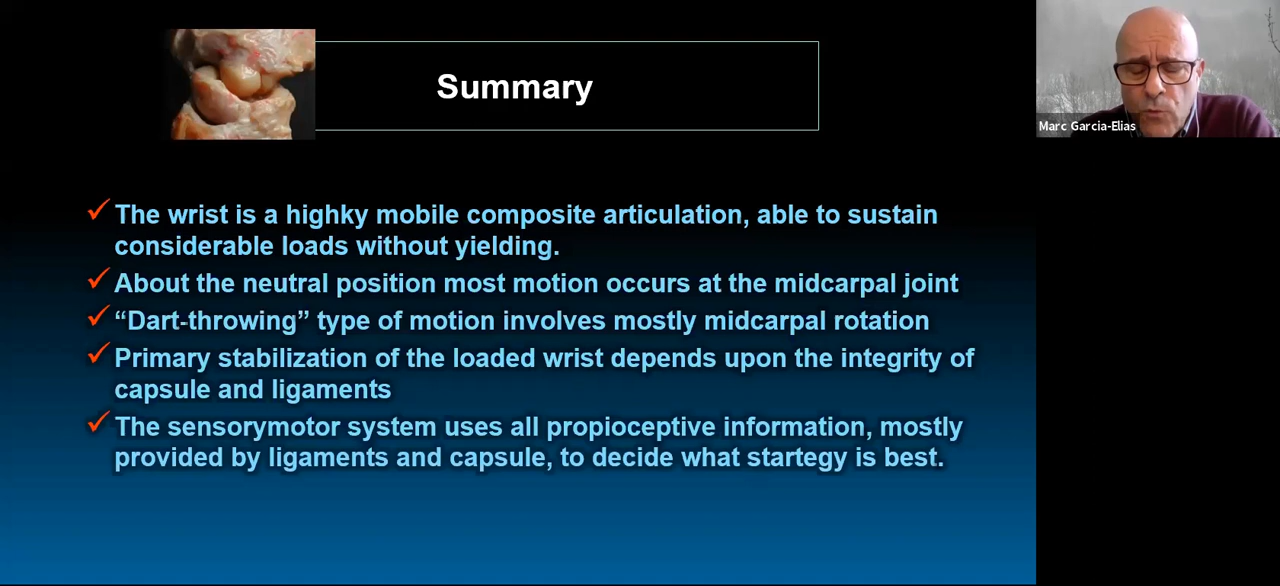 Summary
Marc Garcia-Elias
The wrist is a highky mobile composite articulation, able to sustain
considerable loads without yielding.
About the neutral position most motion occurs at the midcarpal joint
“Dart-throwing” type of motion involves mostly midcarpal rotation
Primary stabilization of the loaded wrist depends upon the integrity of
capsule and ligaments
The sensorymotor system uses all propioceptive information, mostly
provided by ligaments and capsule, to decide what startegy is best.